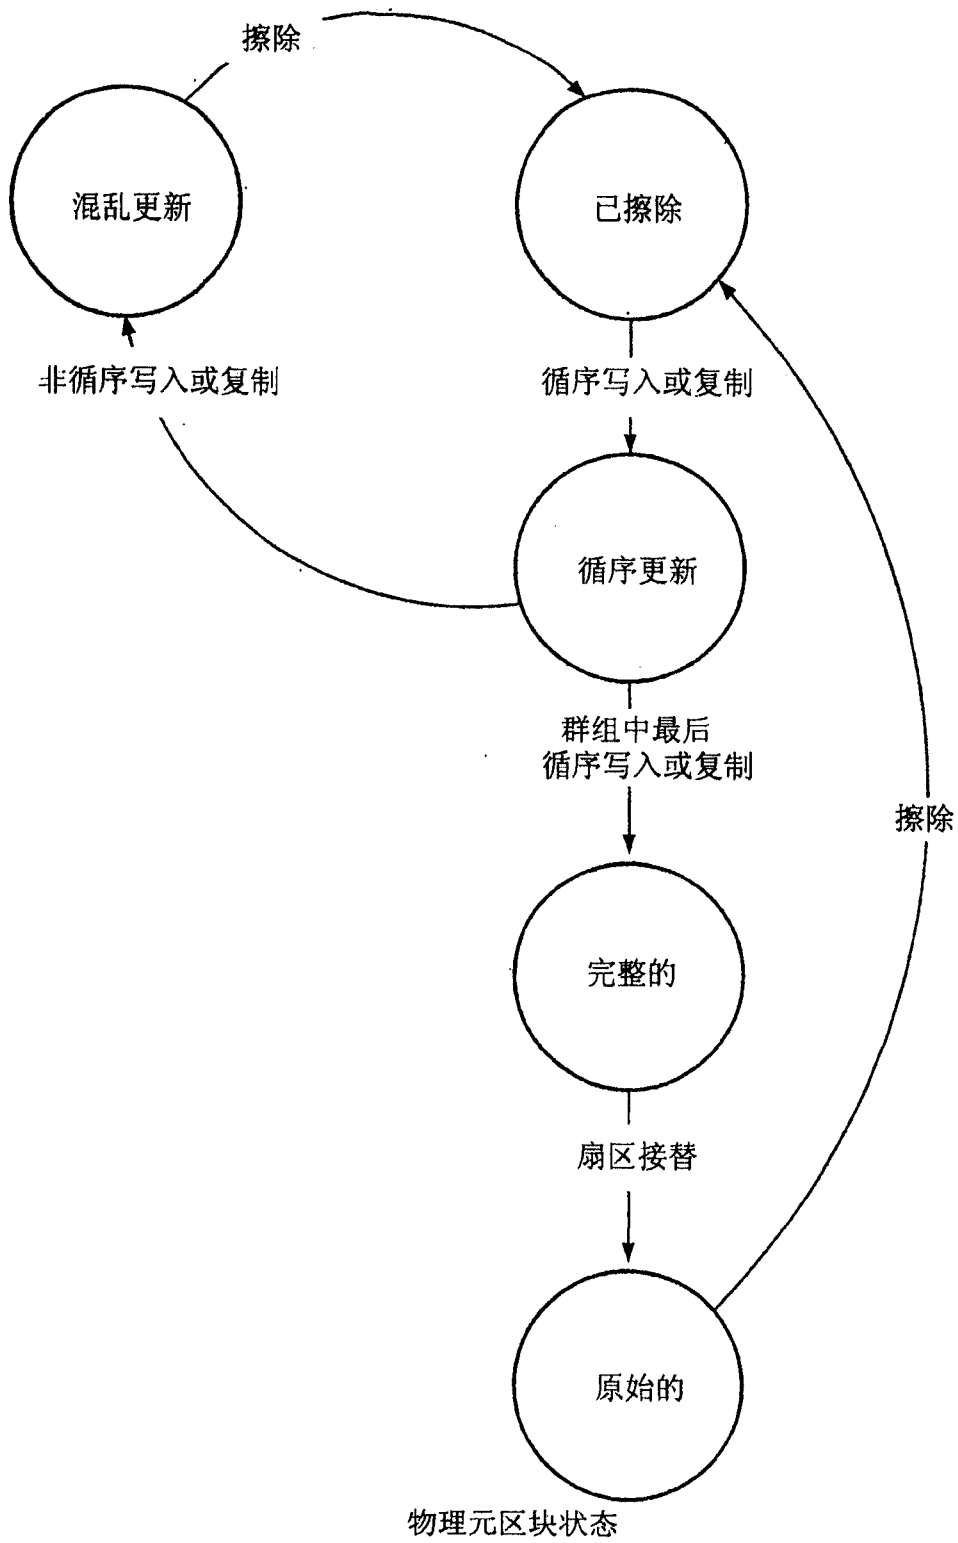 擦除
混乱更新
已擦除
非循序写入或复制
循序写入或复制
循序更新
群组中最后
循序写入或复制
擦除
完整的
扇区接替
原始的
物理元区块状态